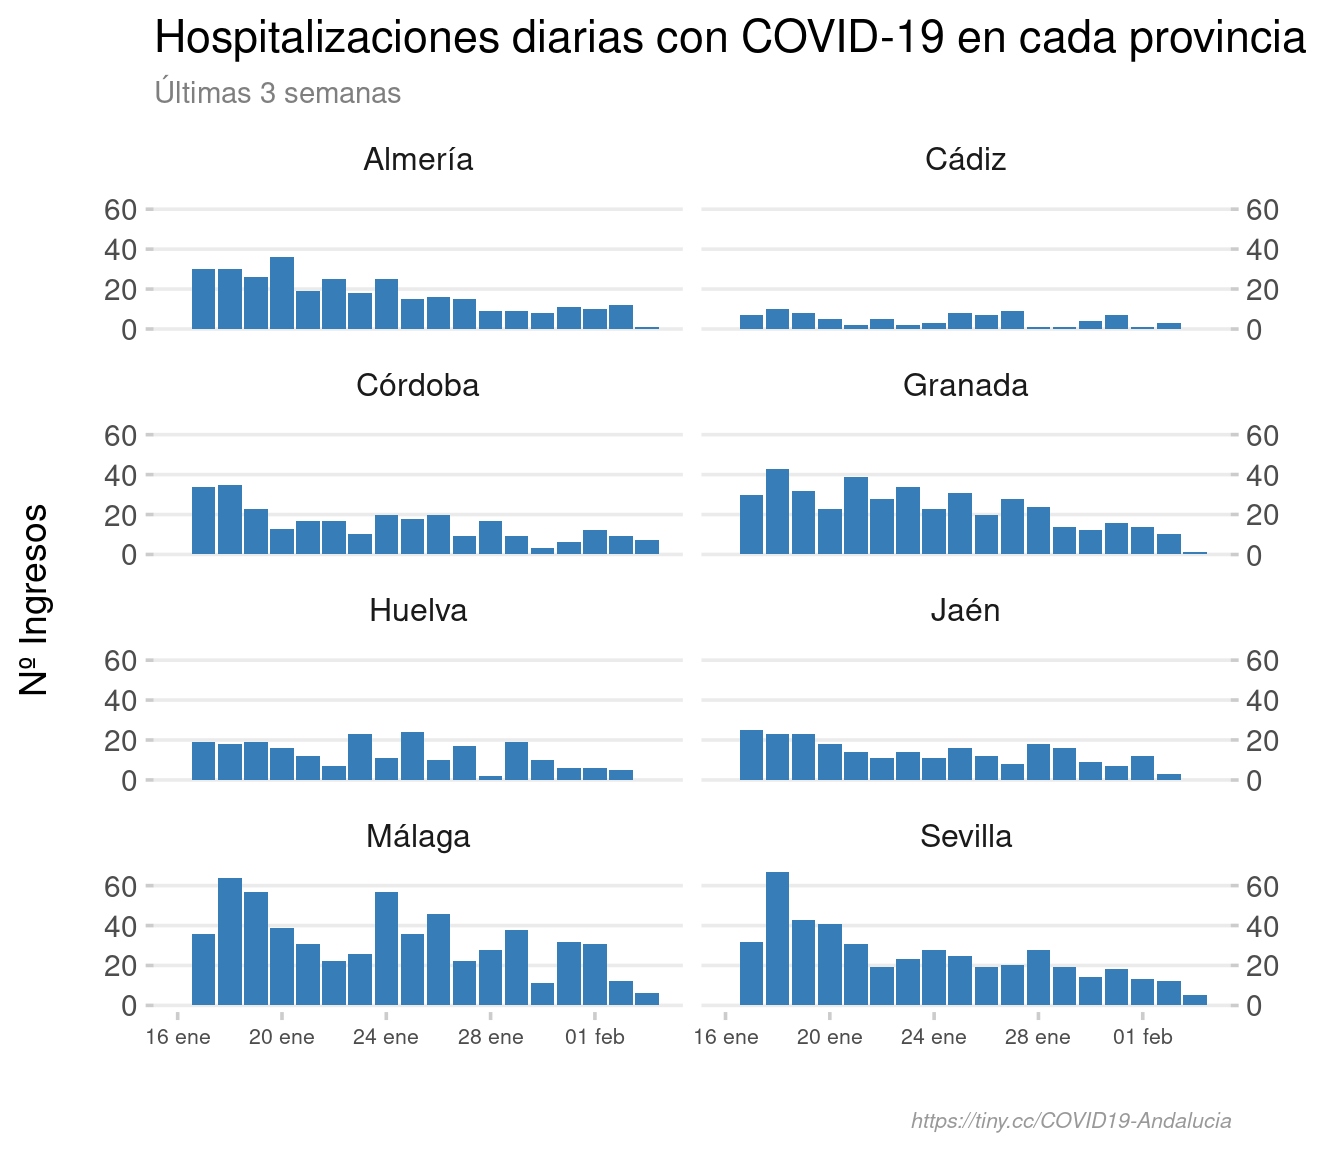 Hospitalizaciones diarias con COVID-19 en cada provincia
Últimas 3 semanas
Almería Cádiz
60 60
40 40
20 20
0 0
Córdoba Granada
60 60
40 40
20 20
0 0
Nº Ingresos
Huelva Jaén
60 60
40 40
20 20
0 0
Málaga Sevilla
60 60
40 40
20 20
0 0
16 ene 20 ene 24 ene 28 ene 01 feb 16 ene 20 ene 24 ene 28 ene 01 feb
https://tiny.cc/COVID19-Andalucia